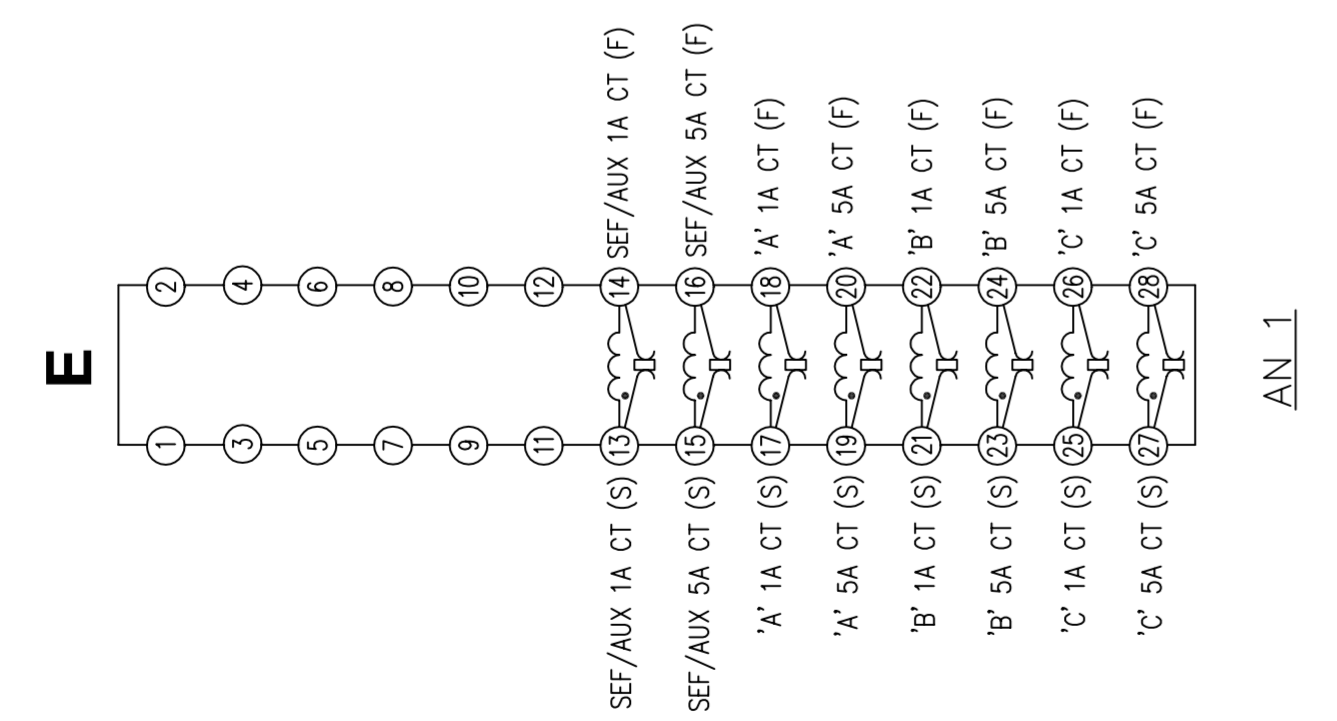 E
2
4
6
8
10
12
14 SEF/AUX 1A CT (F)
16 SEF/AUX 5A CT (F)
18 'A' 1A CT (F)
20 'A' 5A CT (F)
22 'B' 1A CT (F)
24 'B' 5A CT (F)
26 'C' 1A CT (F)
28 'C' 5A CT (F)
1
3
5
7
9
11
SEF/AUX 1A CT (S) 13
SEF/AUX 5A CT (S) 15
'A' 1A CT (S) 17
'A' 5A CT (S) 19
'B' 1A CT (S) 21
'B' 5A CT (S) 23
'C' 1A CT (S) 25
'C' 5A CT (S) 27
AN 1